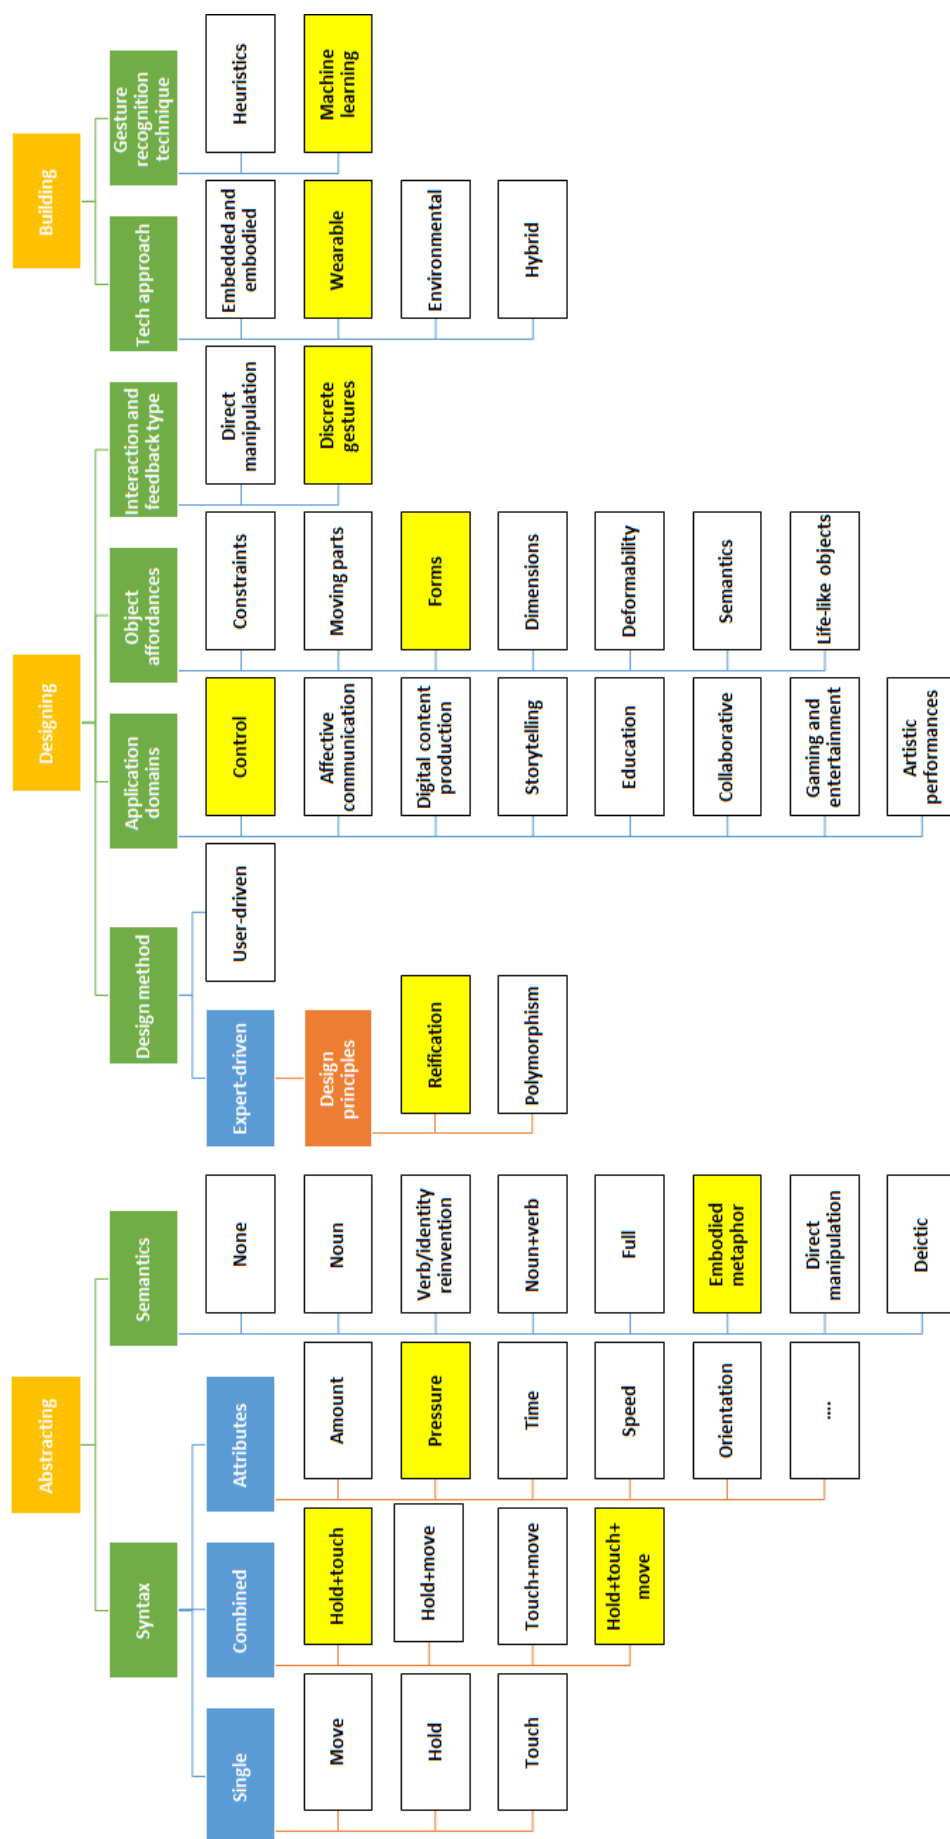 Abstracting
Syntax
Single
Move
Hold
Touch
Combined
Hold+touch
Hold+move
Touch+move
Hold+touch+
move
Attributes
Amount
Pressure
Time
Speed
Orientation
....
Semantics
None
Noun
Verb/identity
reinvention
Noun+verb
Full
Embodied
metaphor
Direct
manipulation
Deictic
Designing
Design method
Expert-driven
Design
principles
Reification
Polymorphism
User-driven
Application
domains
Control
Affective
communication
Digital content
production
Storytelling
Education
Collaborative
Gaming and
entertainment
Artistic
performances
Object
affordances
Constraints
Moving parts
Forms
Dimensions
Deformability
Semantics
Life-like objects
Interaction and
feedback type
Direct
manipulation
Discrete
gestures
Building
Tech approach
Embedded and
embodied
Wearable
Environmental
Hybrid
Gesture
recognition
technique
Heuristics
Machine
learning